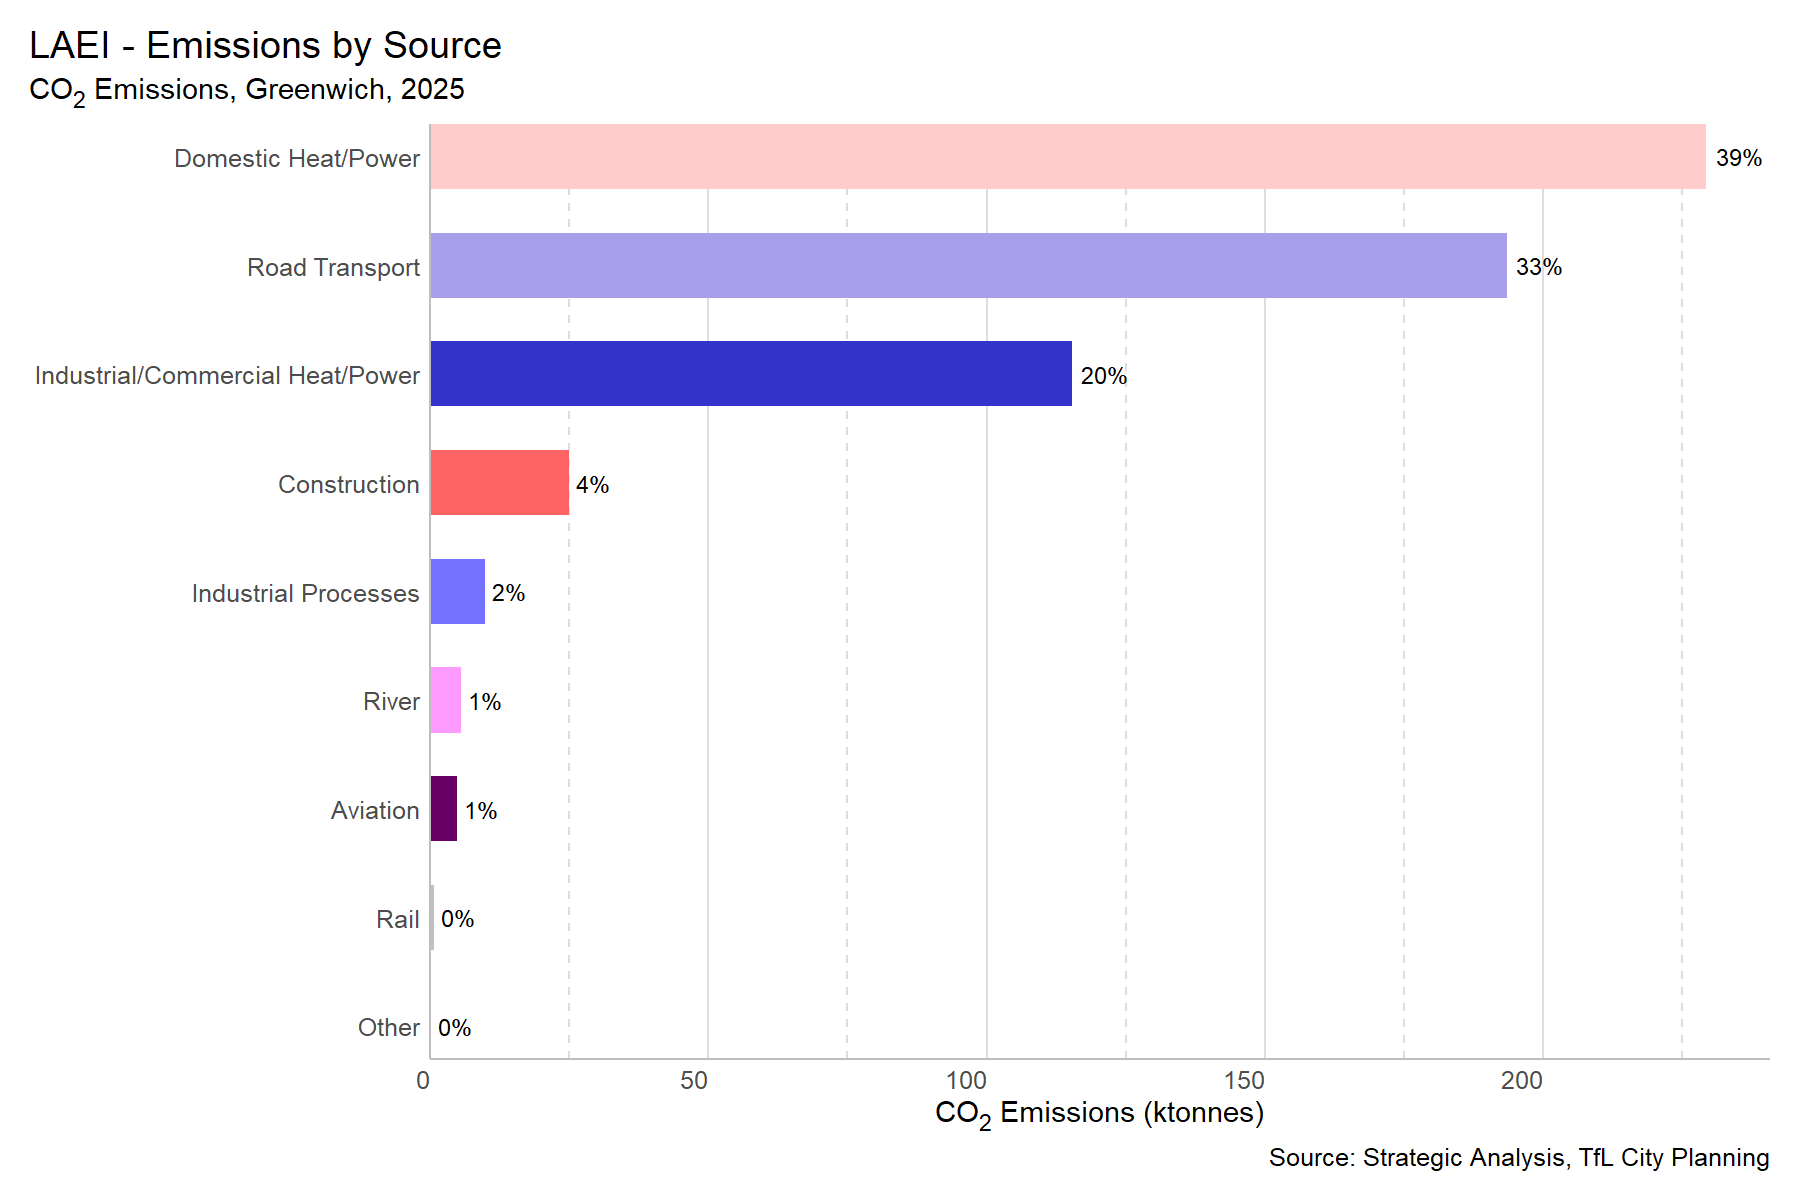 LAEI - Emissions by Source
CO₂ Emissions, Greenwich, 2025
Domestic Heat/Power 39%
Road Transport 33%
Industrial/Commercial Heat/Power 20%
Construction 4%
Industrial Processes 2%
River 1%
Aviation 1%
Rail 0%
Other 0%
0 50 100 150 200
CO₂ Emissions (ktonnes)
Source: Strategic Analysis, TfL City Planning